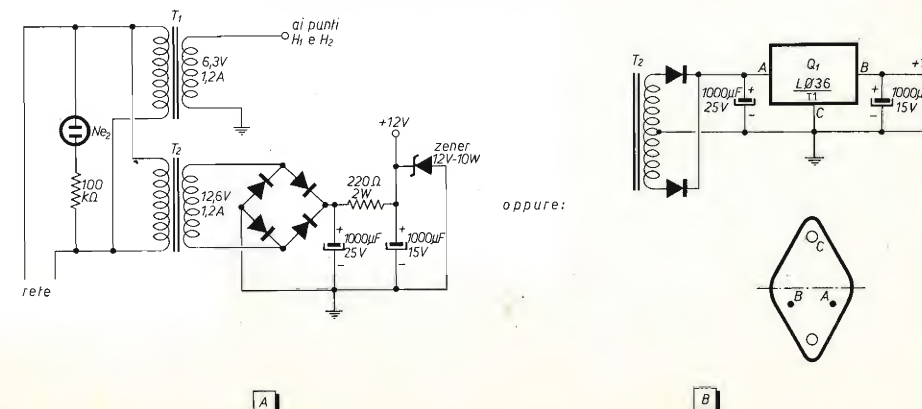 T1
ai punti
H1 e H2
6,3V
1,2A
Ne2
100
kΩ
T2
12,6V
1,2A
220Ω
2W
+12V
zener
12V-10W
+
1000µF
25V
-
+
1000µF
15V
-
rete
A
oppure:
T2
+
1000µF
25V
-
A
Q1
LØ36
T1
B
C
+
1000µ
15V
-
+1
C
B
A
B